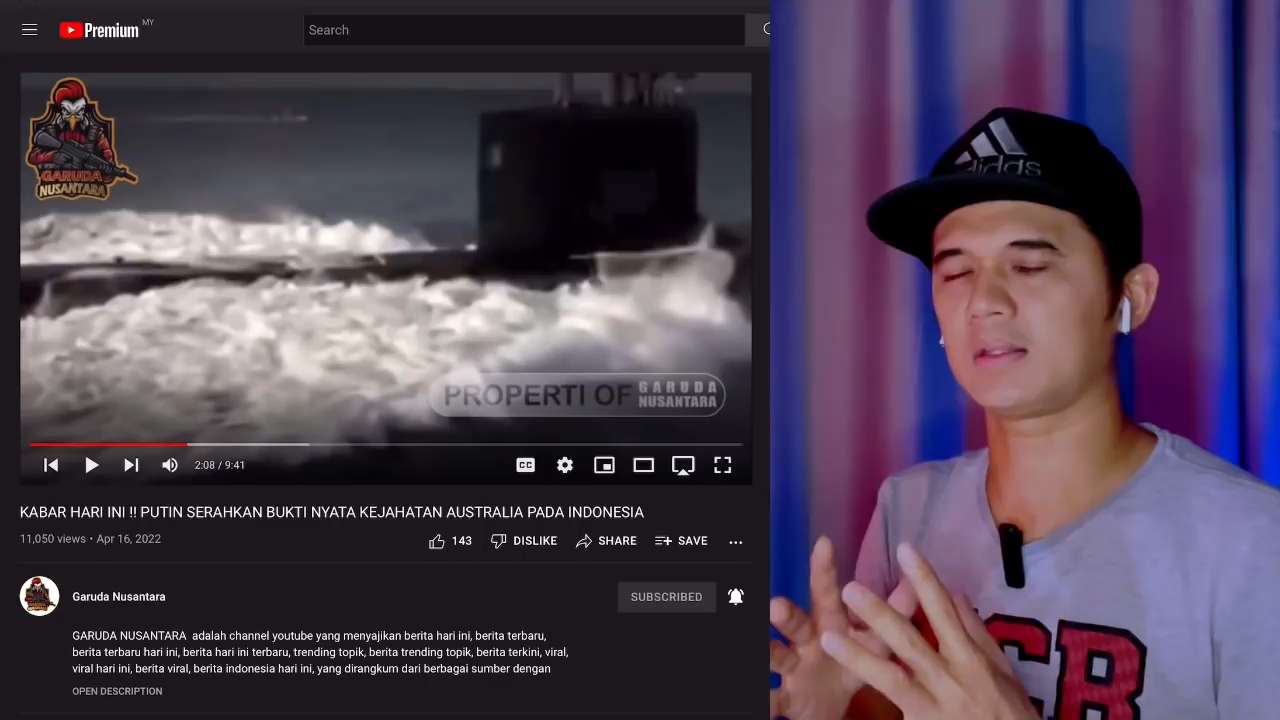 Premium MY
Search
GARUDA
NUSANTARA
PROPERTI OF GARUDA NUSANTARA
2:08 / 9:41
CC
KABAR HARI INI !! PUTIN SERAHKAN BUKTI NYATA KEJAHATAN AUSTRALIA PADA INDONESIA
11,050 views • Apr 16, 2022
143 DISLIKE SHARE SAVE ...
Garuda Nusantara
SUBSCRIBED
GARUDA NUSANTARA adalah channel youtube yang menyajikan berita hari ini, berita terbaru,
berita terbaru hari ini, berita hari ini terbaru, trending topik, berita trending topik, berita terkini, viral,
viral hari ini, berita viral, berita indonesia hari ini, yang dirangkum dari berbagai sumber dengan
OPEN DESCRIPTION
adidas